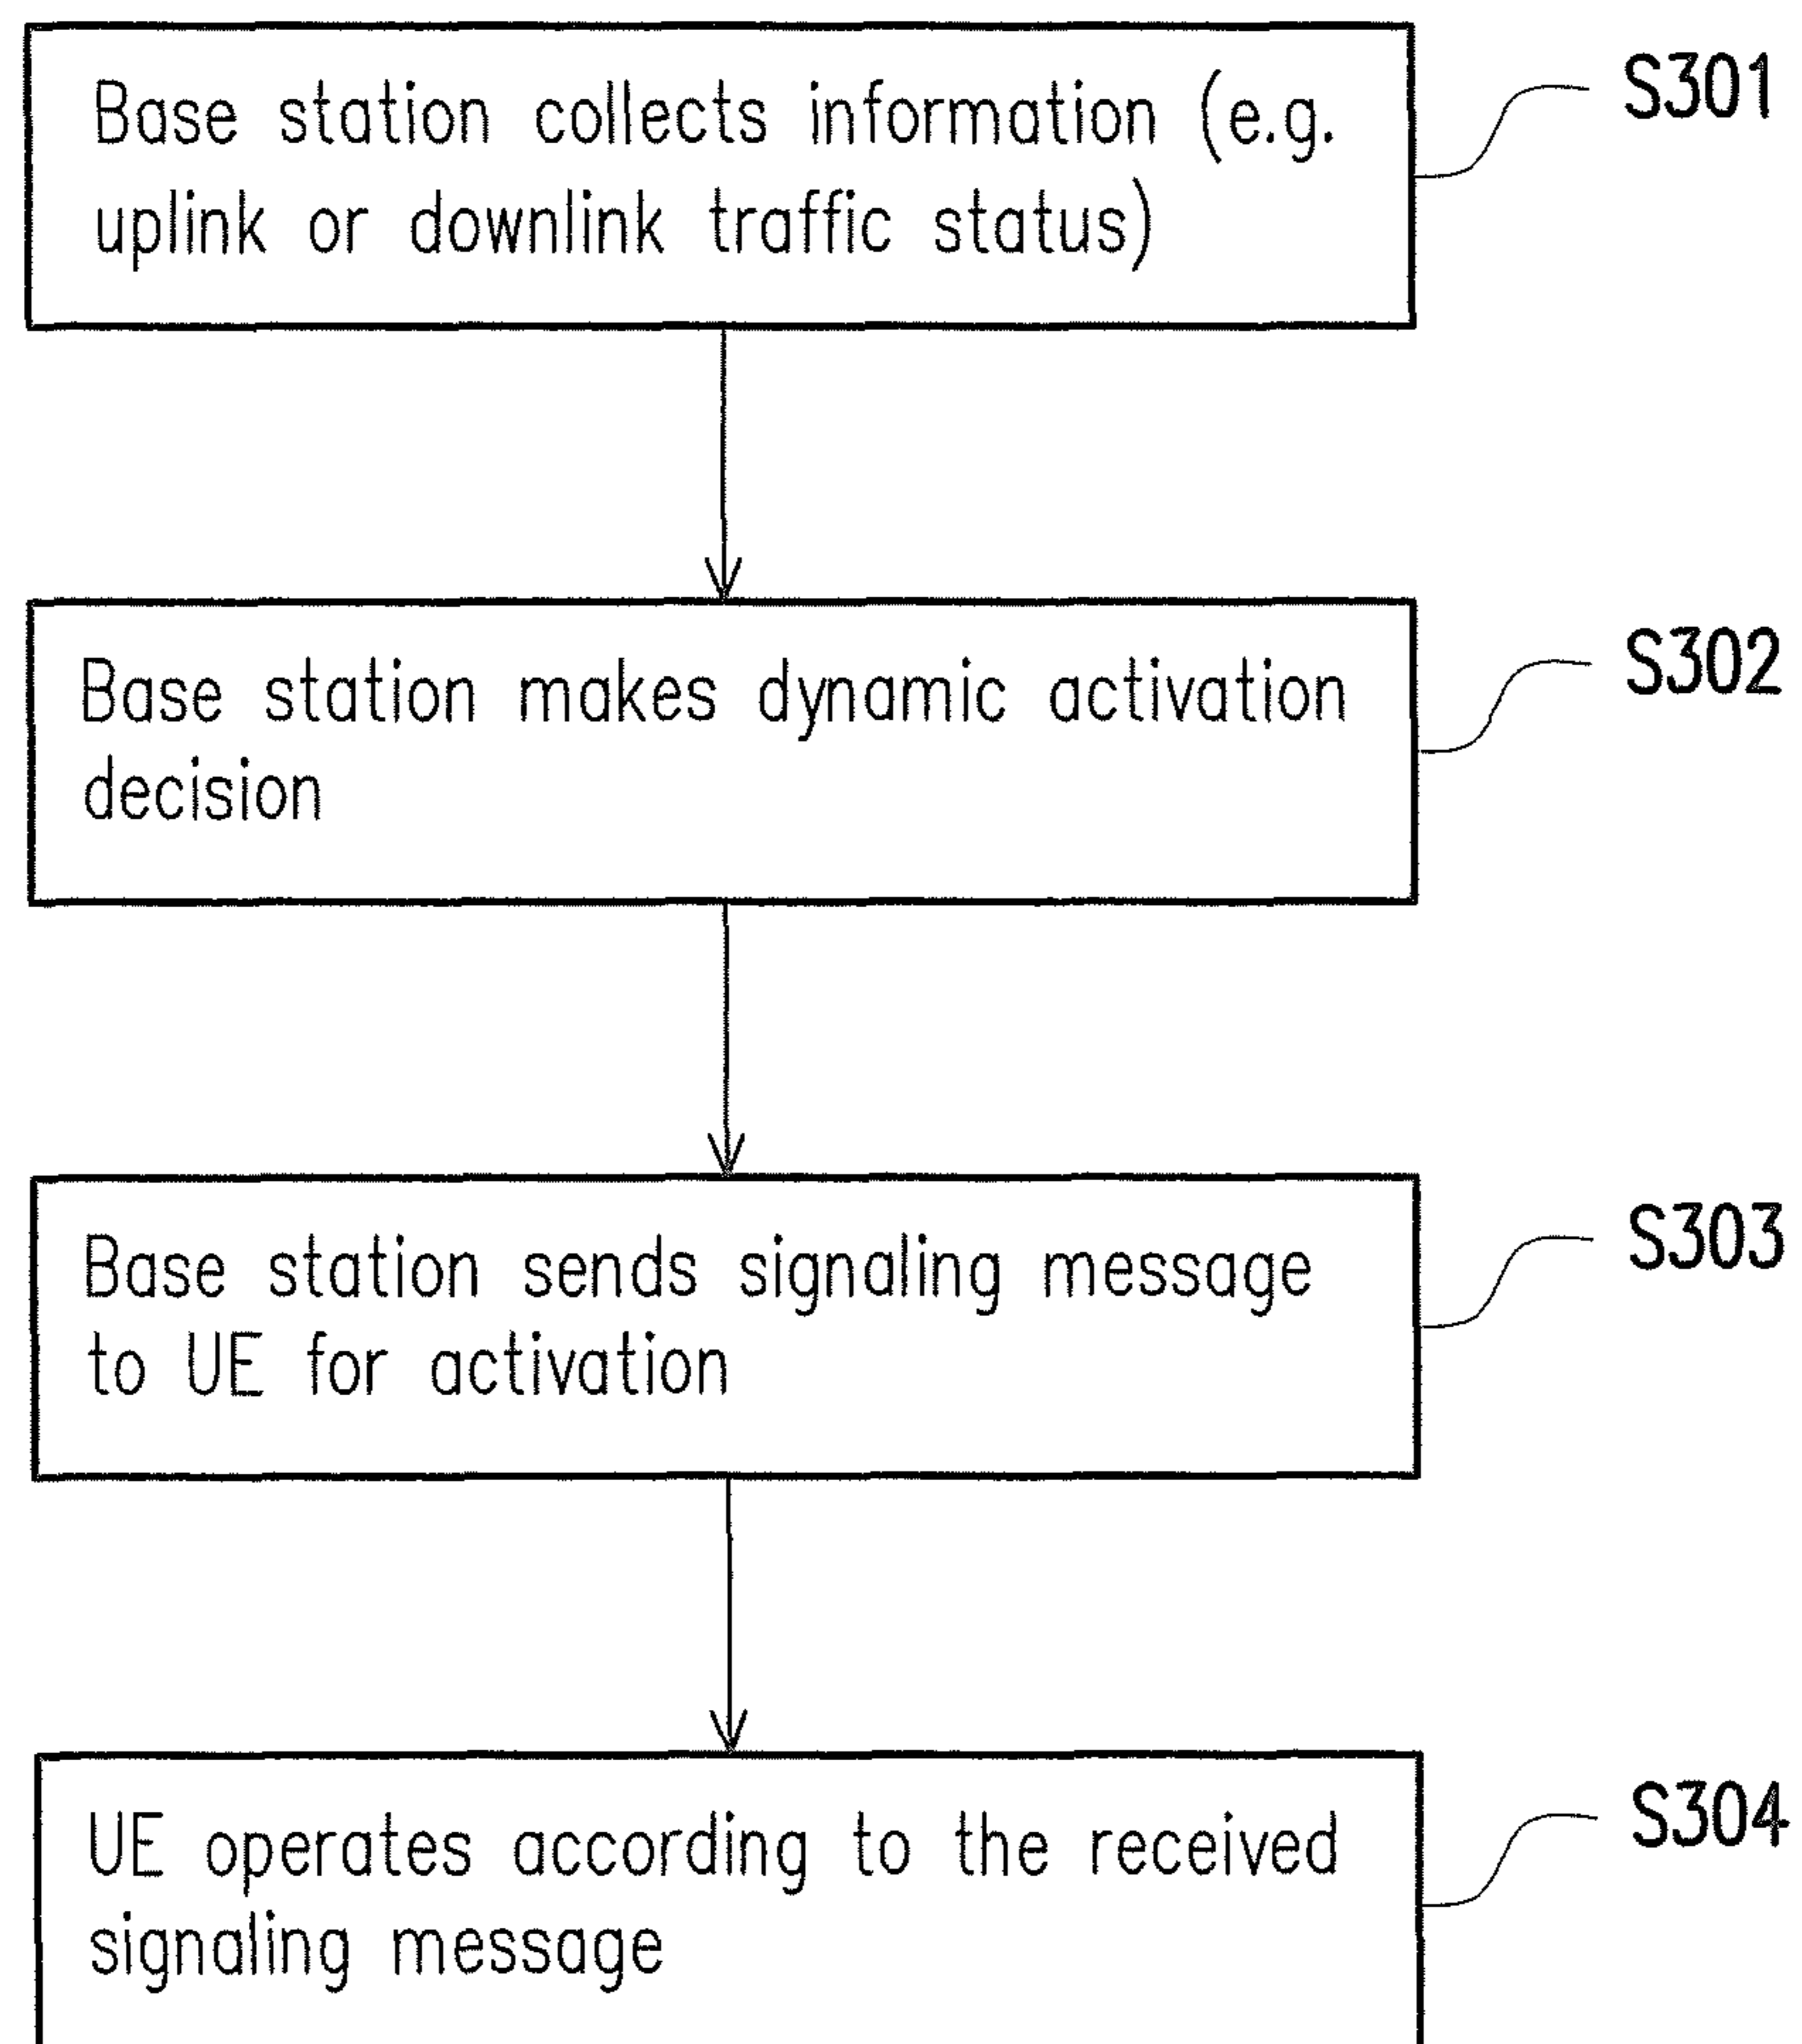 Base station collects information (e.g.
uplink or downlink traffic status)
S301
Base station makes dynamic activation
decision
S302
Base station sends signaling message
to UE for activation
S303
UE operates according to the received
signaling message
S304